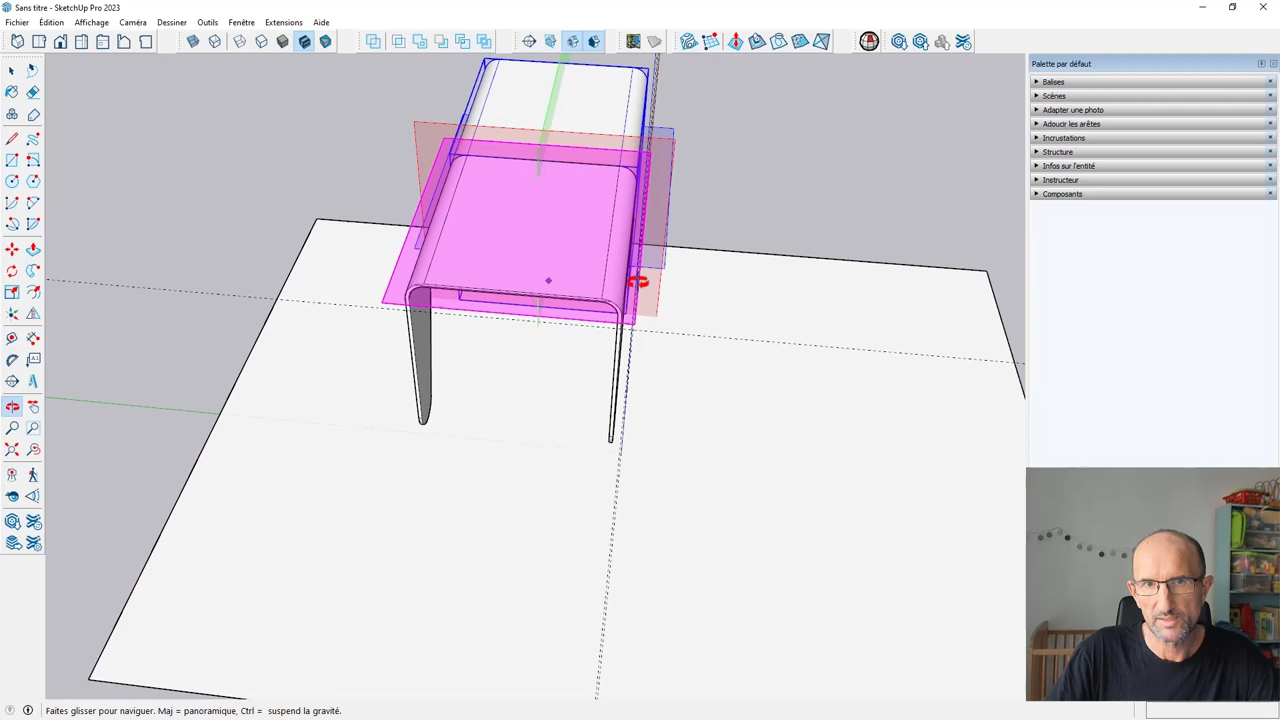 Sans titre - SketchUp Pro 2023
Fichier Édition Affichage Caméra Dessiner Outils Fenêtre Extensions Aide
Palette par défaut
Balises
Scènes
Adapter une photo
Adoucir les arêtes
Incrustations
Structure
Infos sur l'entité
Instructeur
Composants
Faites glisser pour naviguer. Maj = panoramique, Ctrl = suspend la gravité.